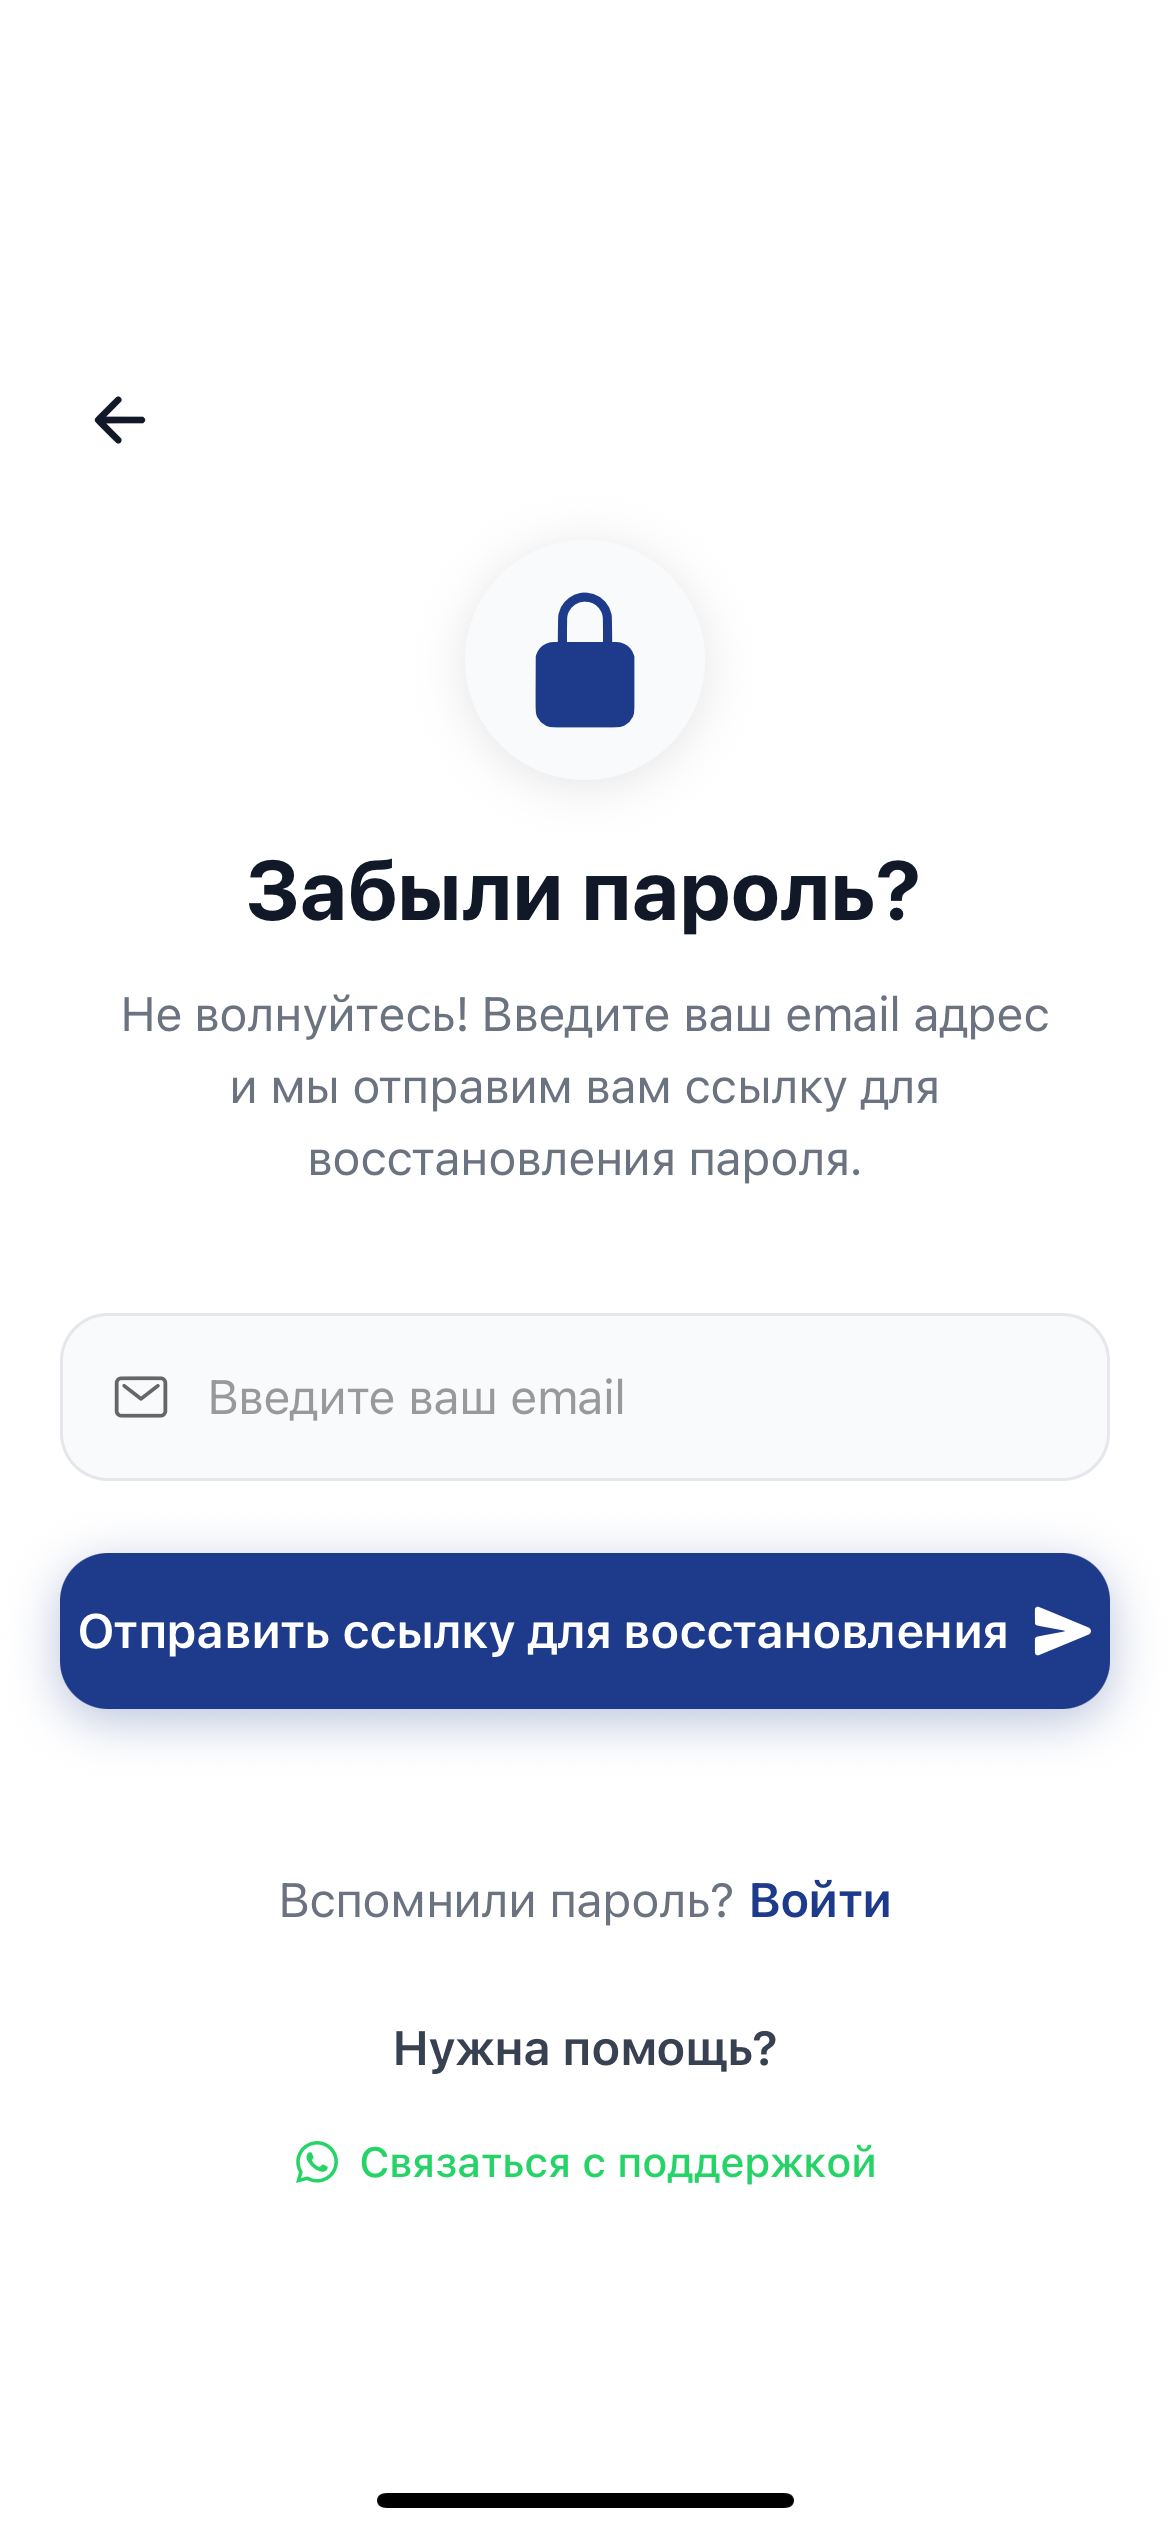 Забыли пароль?
Не волнуйтесь! Введите ваш email адрес
и мы отправим вам ссылку для
восстановления пароля.
Введите ваш email
Отправить ссылку для восстановления
Вспомнили пароль? Войти
Нужна помощь?
Связаться с поддержкой